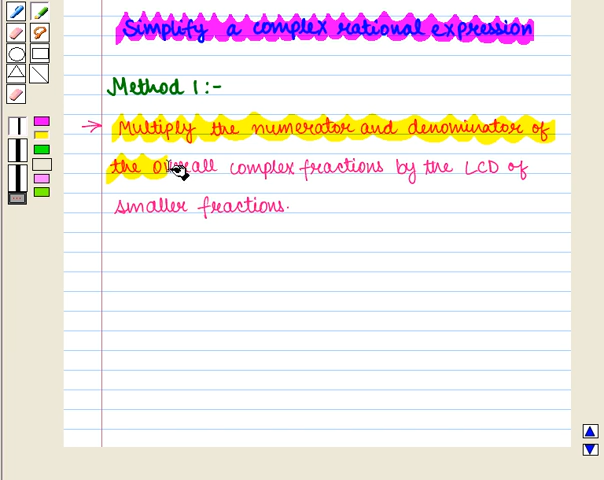 Simplify a complex rational expression
Method 1:-
→ Multiply the numerator and denominator of
the overall complex fractions by the LCD of
smaller fractions.